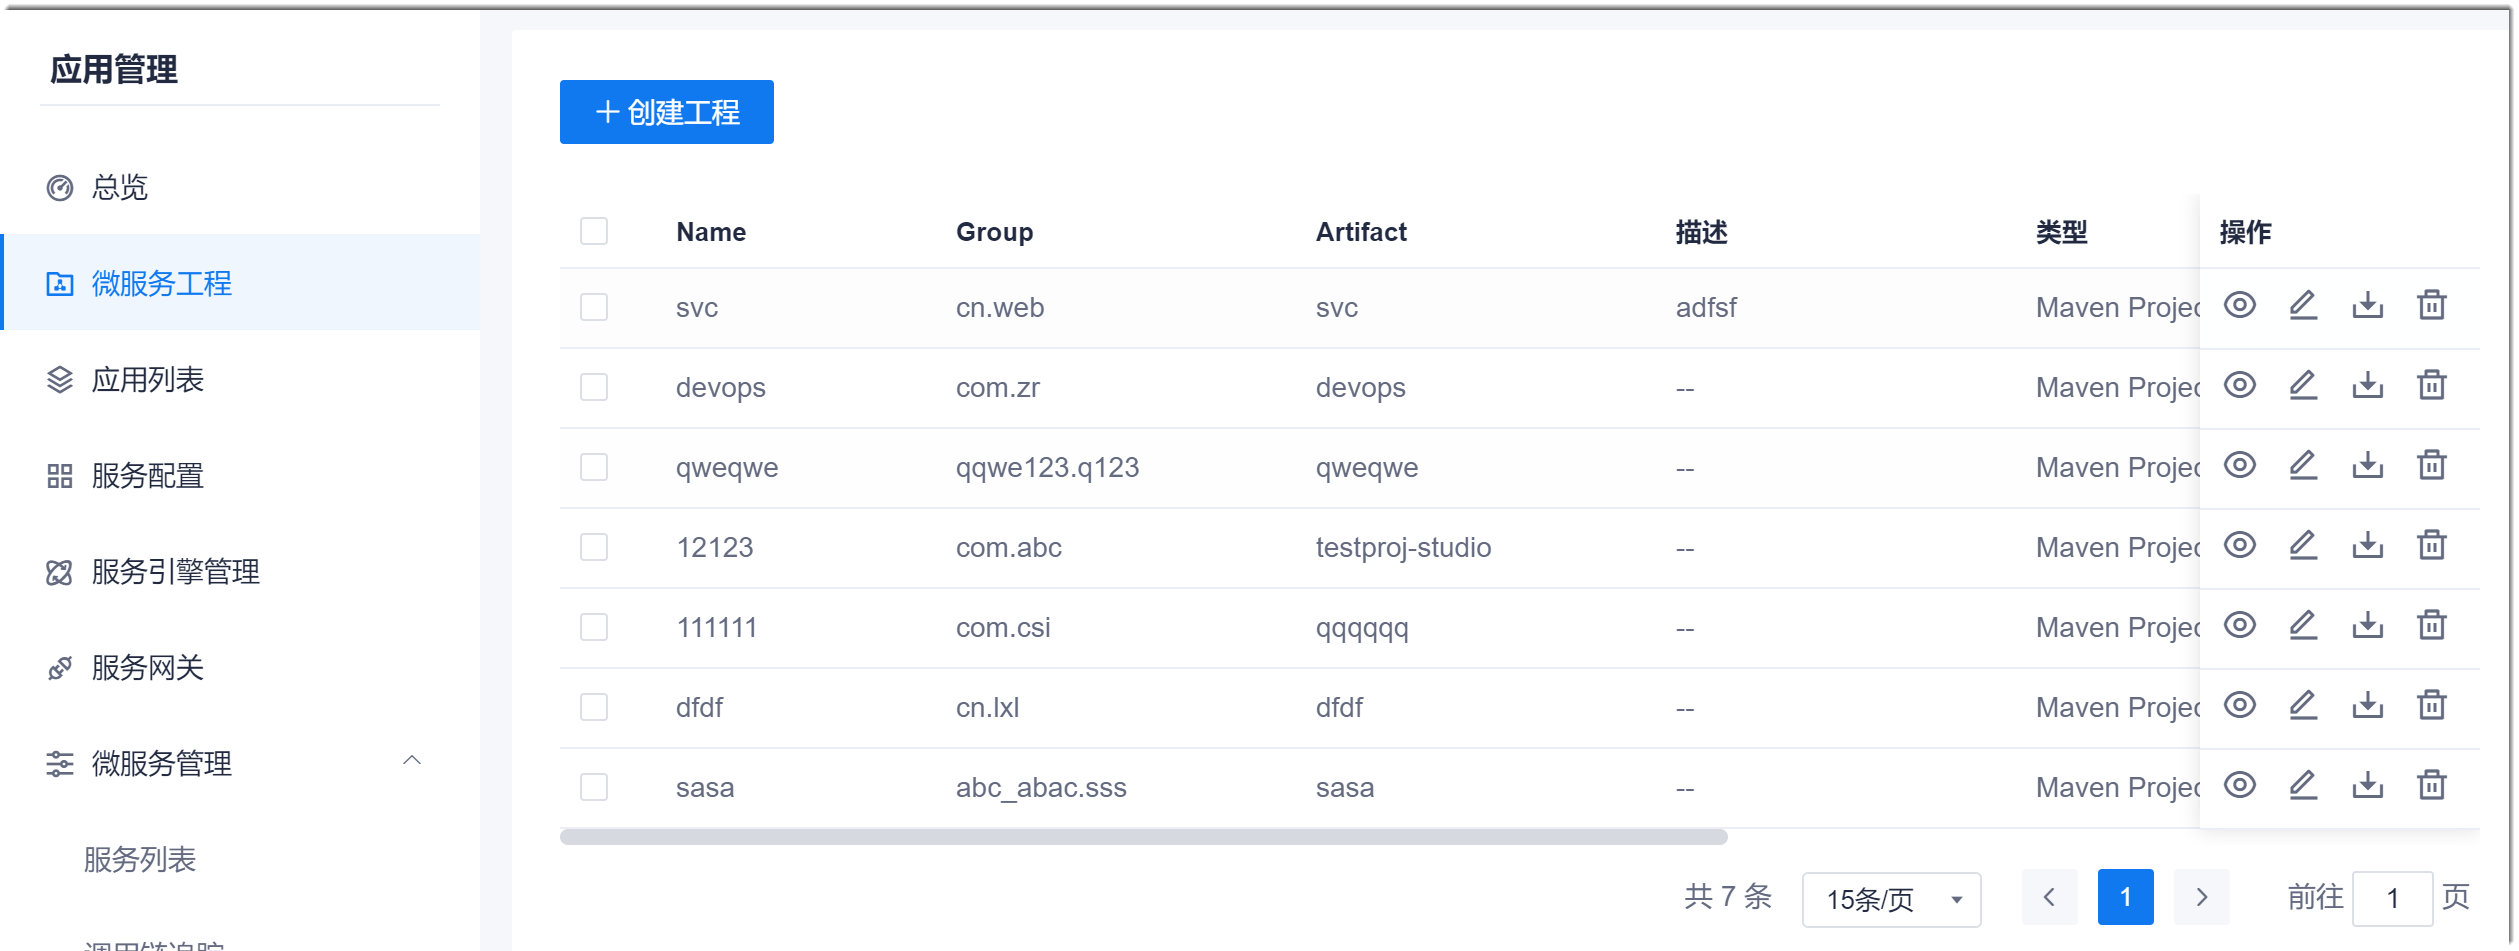 应用管理
总览
微服务工程
应用列表
服务配置
服务引擎管理
服务网关
微服务管理
服务列表
调用链追踪
创建工程
Name Group Artifact 描述 类型 操作
svc cn.web svc adfsf Maven Projec
devops com.zr devops -- Maven Projec
qweqwe qqwe123.q123 qweqwe -- Maven Projec
12123 com.abc testproj-studio -- Maven Projec
111111 com.csi qqqqqq -- Maven Projec
dfdf cn.lxl dfdf -- Maven Projec
sasa abc_abac.sss sasa -- Maven Projec
共 7 条 15条/页 1 前往 1 页